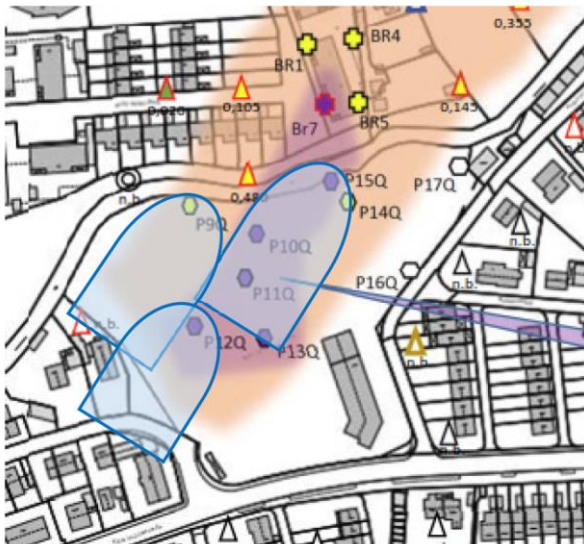 0,355
BR4
BR1
0,020
0,105
0,145
Br7
BR5
P17Q
P15Q
n.b.
P14Q
P9Q
n.b.
P10Q
n.b.
P16Q
P11Q
n.b.
P12Q
P13Q
n.b.
n.b.